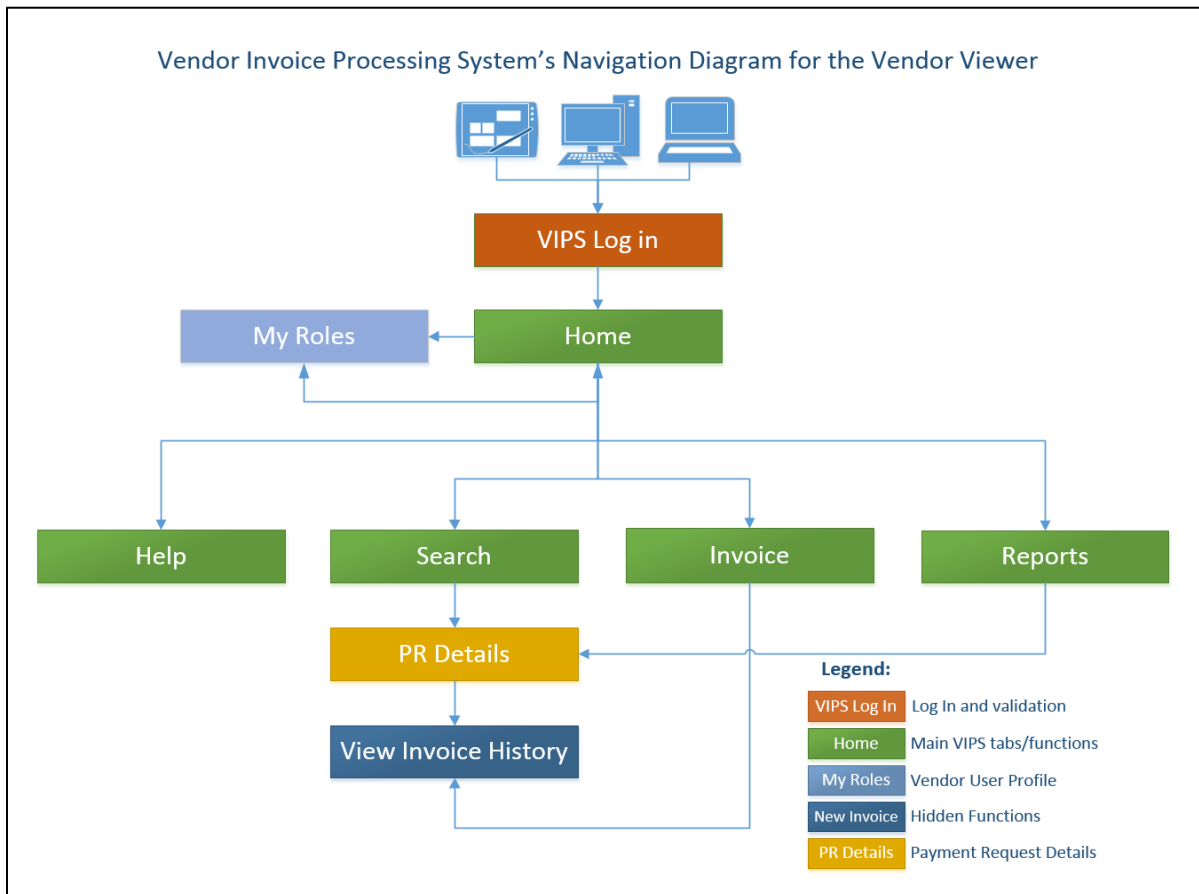 Vendor Invoice Processing System’s Navigation Diagram for the Vendor Viewer
VIPS Log in
My Roles
Home
Help
Search
Invoice
Reports
PR Details
View Invoice History
Legend:
VIPS Log In Log In and validation
Home Main VIPS tabs/functions
My Roles Vendor User Profile
New Invoice Hidden Functions
PR Details Payment Request Details